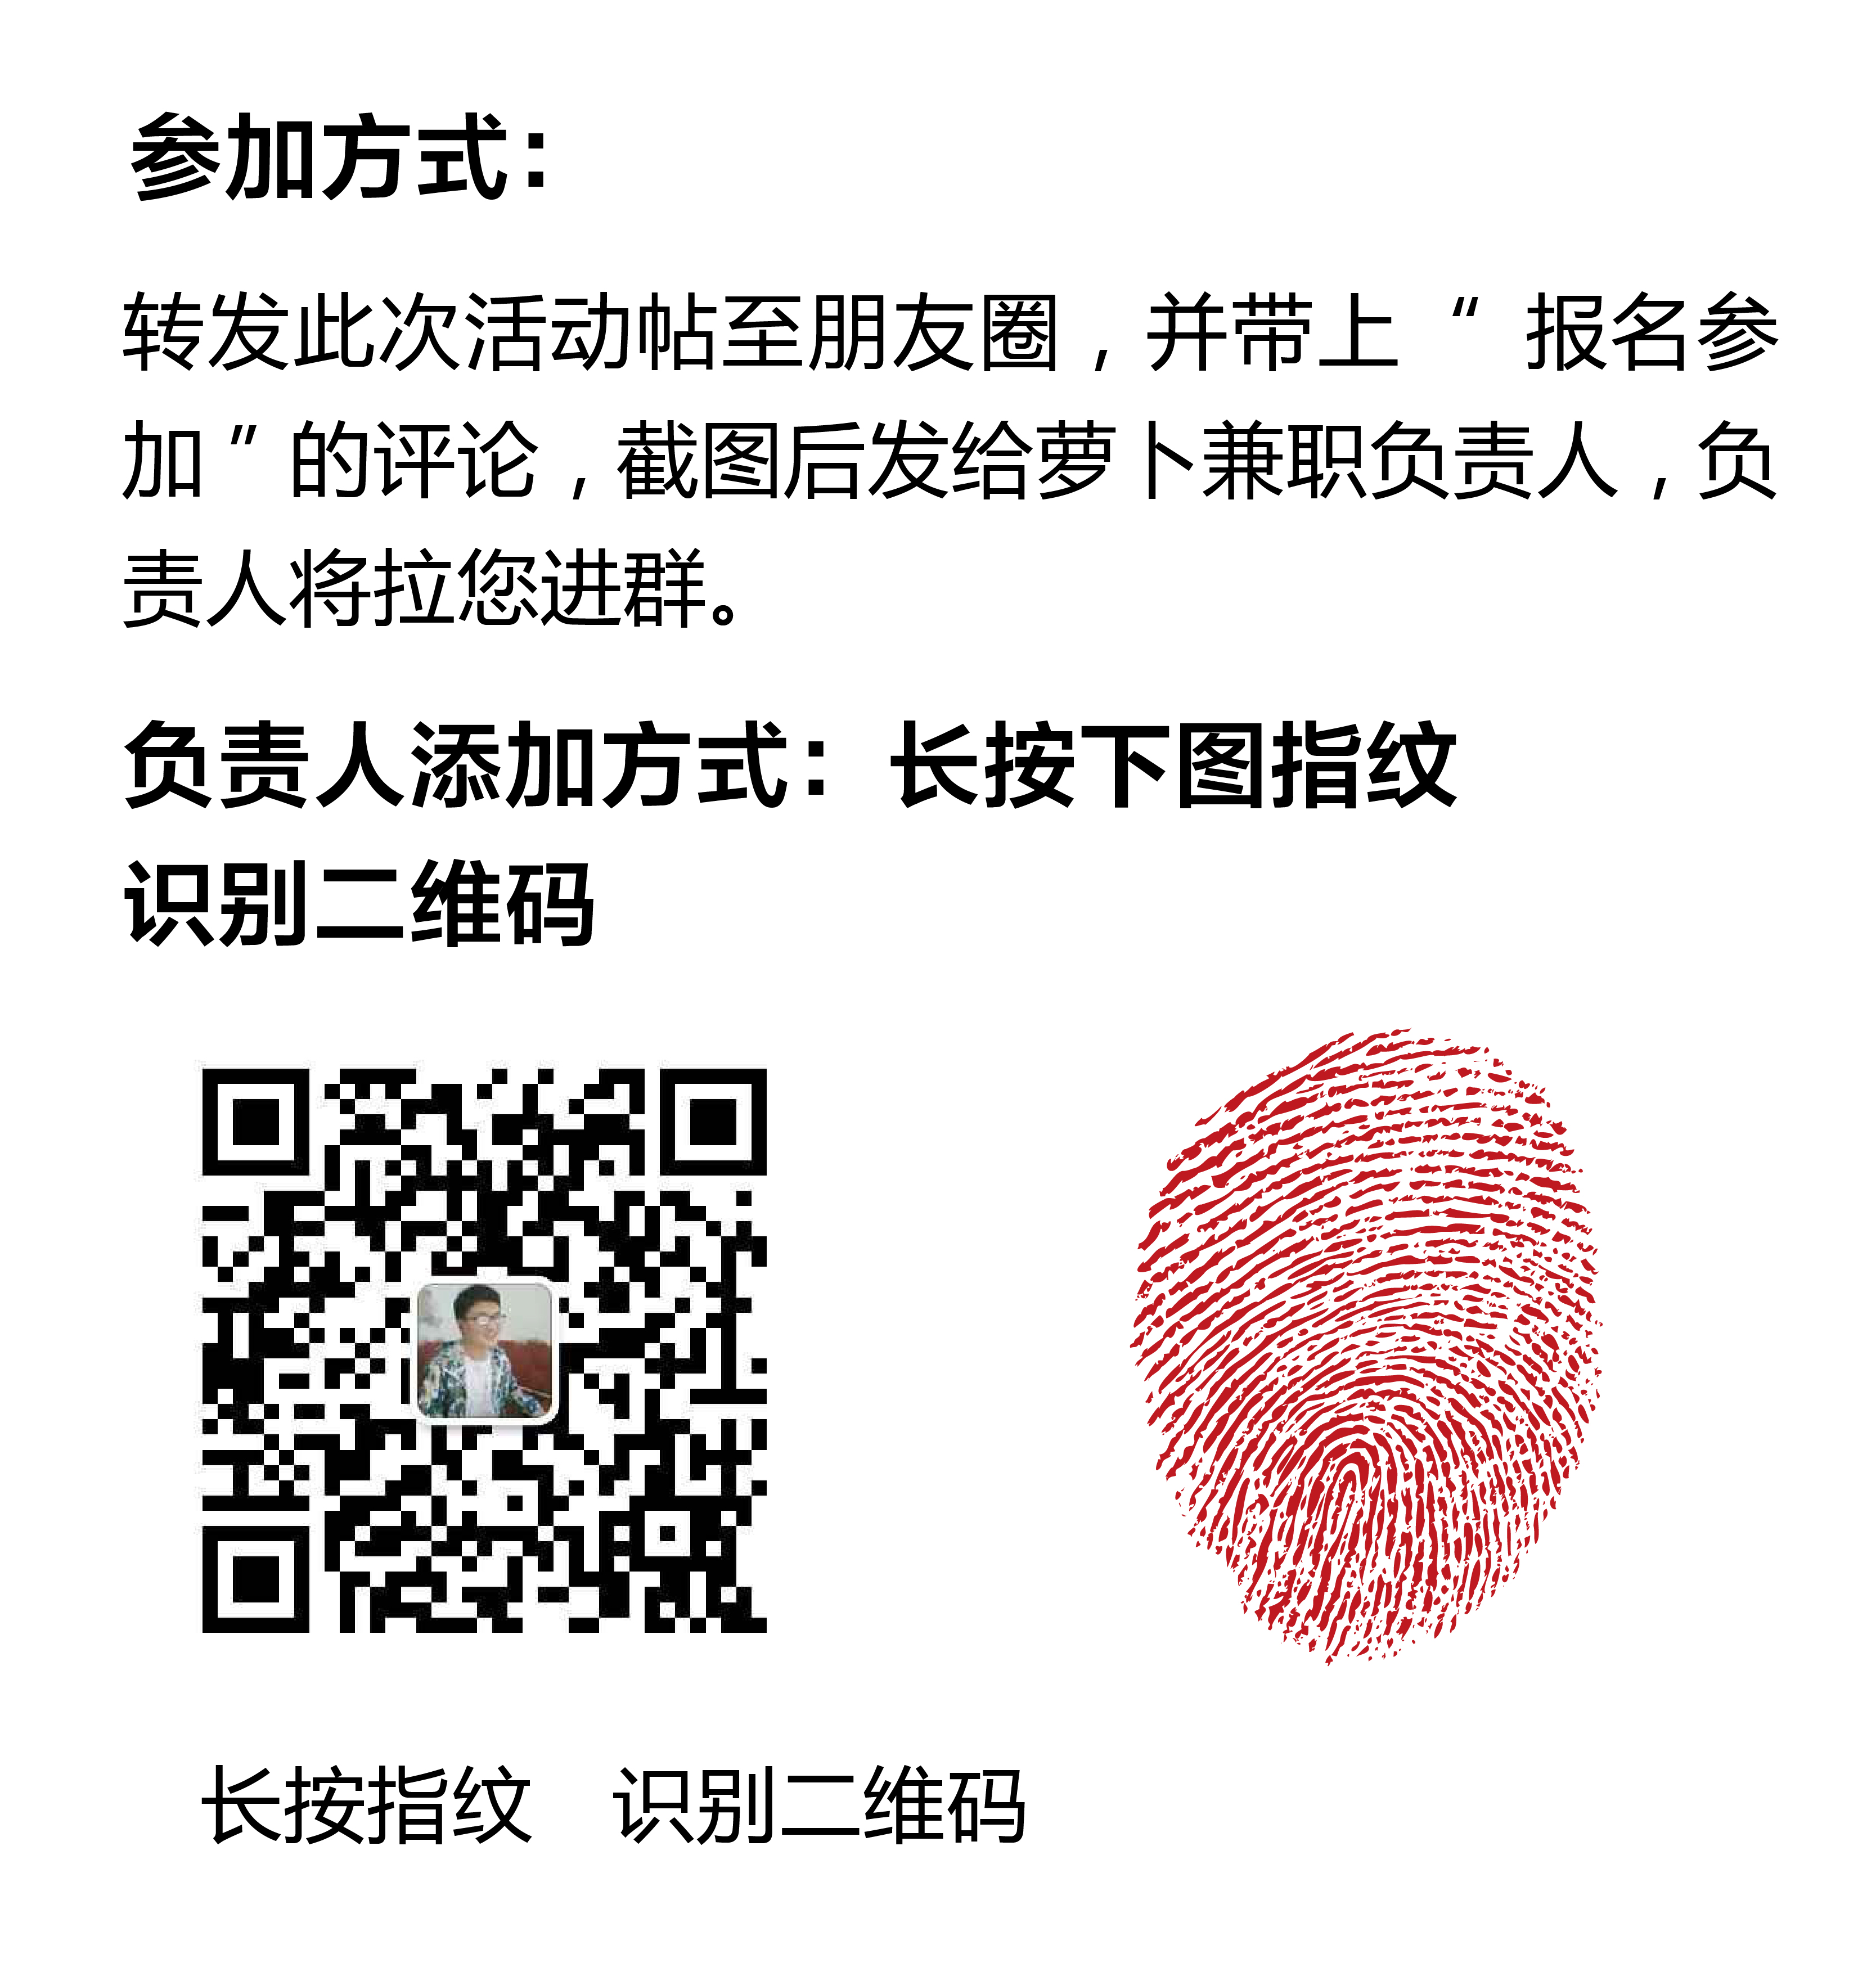 参加方式：
转发此次活动帖至朋友圈，并带上“ 报名参
加 ”的评论，截图后发给萝卜兼职负责人，负
责人将拉您进群。
负责人添加方式：长按下图指纹
识别二维码
长按指纹 识别二维码